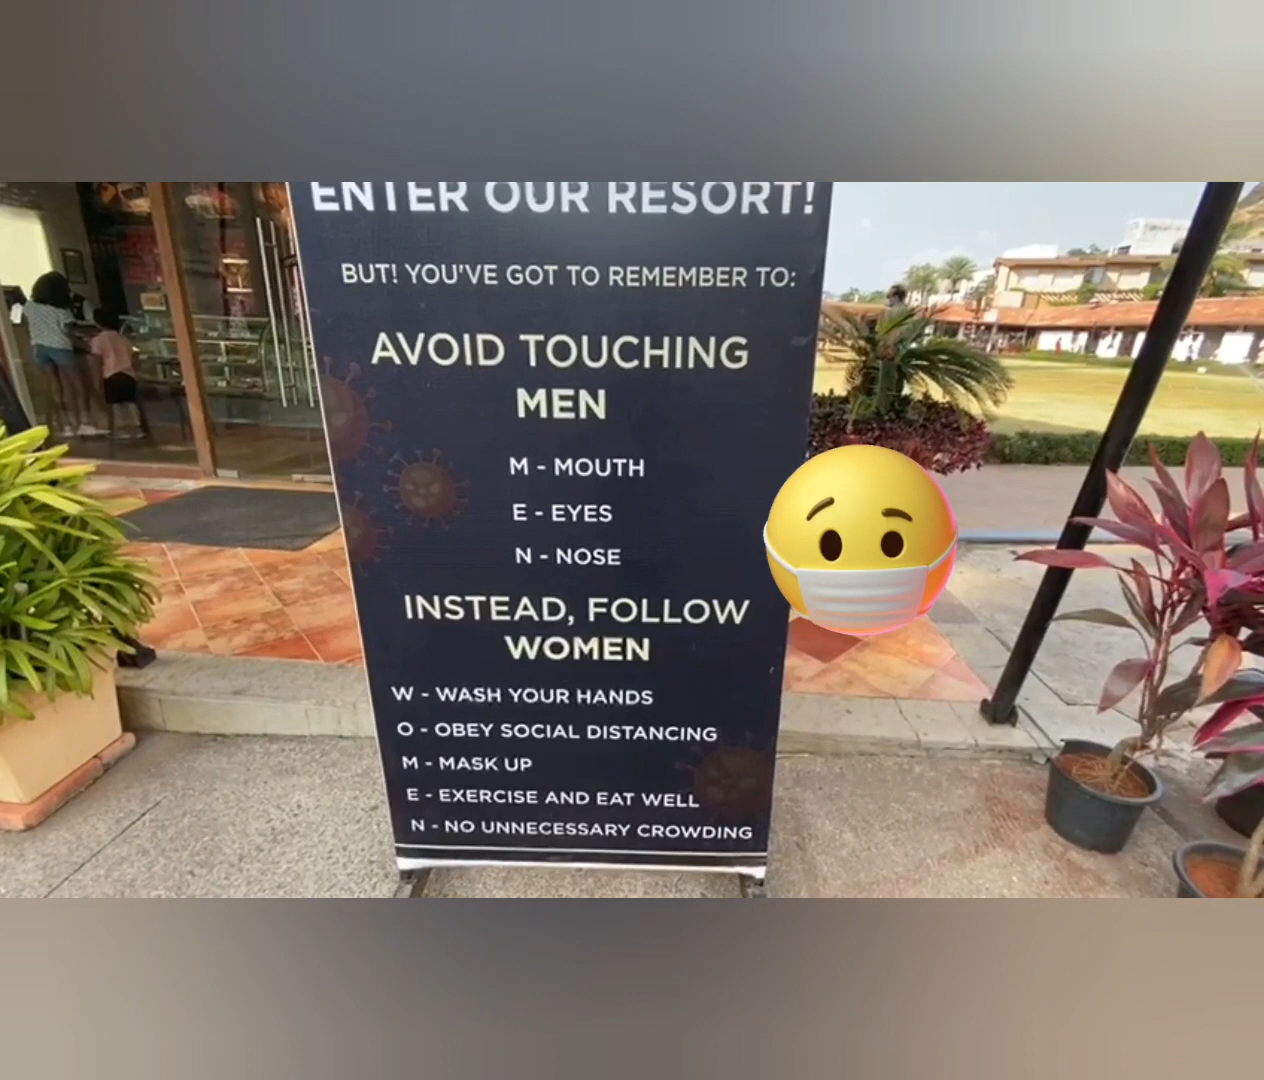 ENTER OUR RESORT!
BUT! YOU'VE GOT TO REMEMBER TO:
AVOID TOUCHING
MEN
M - MOUTH
E - EYES
N - NOSE
INSTEAD, FOLLOW
WOMEN
W - WASH YOUR HANDS
O - OBEY SOCIAL DISTANCING
M - MASK UP
E - EXERCISE AND EAT WELL
N - NO UNNECESSARY CROWDING